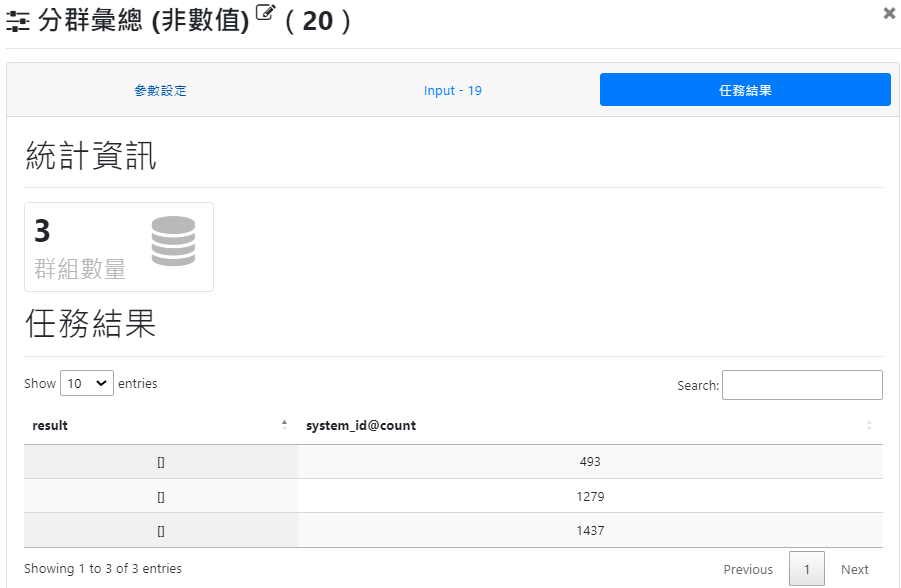 分群彙總 (非數值) ( 20 )
參數設定
Input - 19
任務結果
統計資訊
3
群組數量
任務結果
Show 10 entries
Search:
result system_id@count
[] 493
[] 1279
[] 1437
Showing 1 to 3 of 3 entries
Previous 1 Next